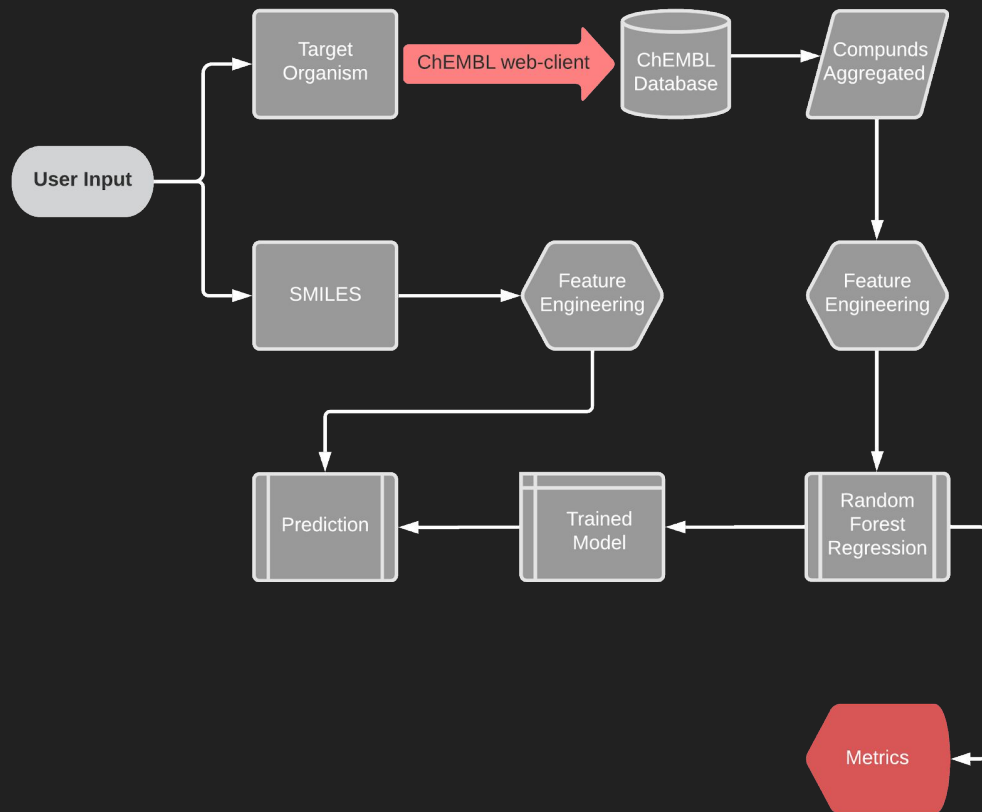 Target
Organism
ChEMBL web-client
ChEMBL
Database
Compunds
Aggregated
User Input
SMILES
Feature
Engineering
Feature
Engineering
Prediction
Trained
Model
Random
Forest
Regression
Metrics